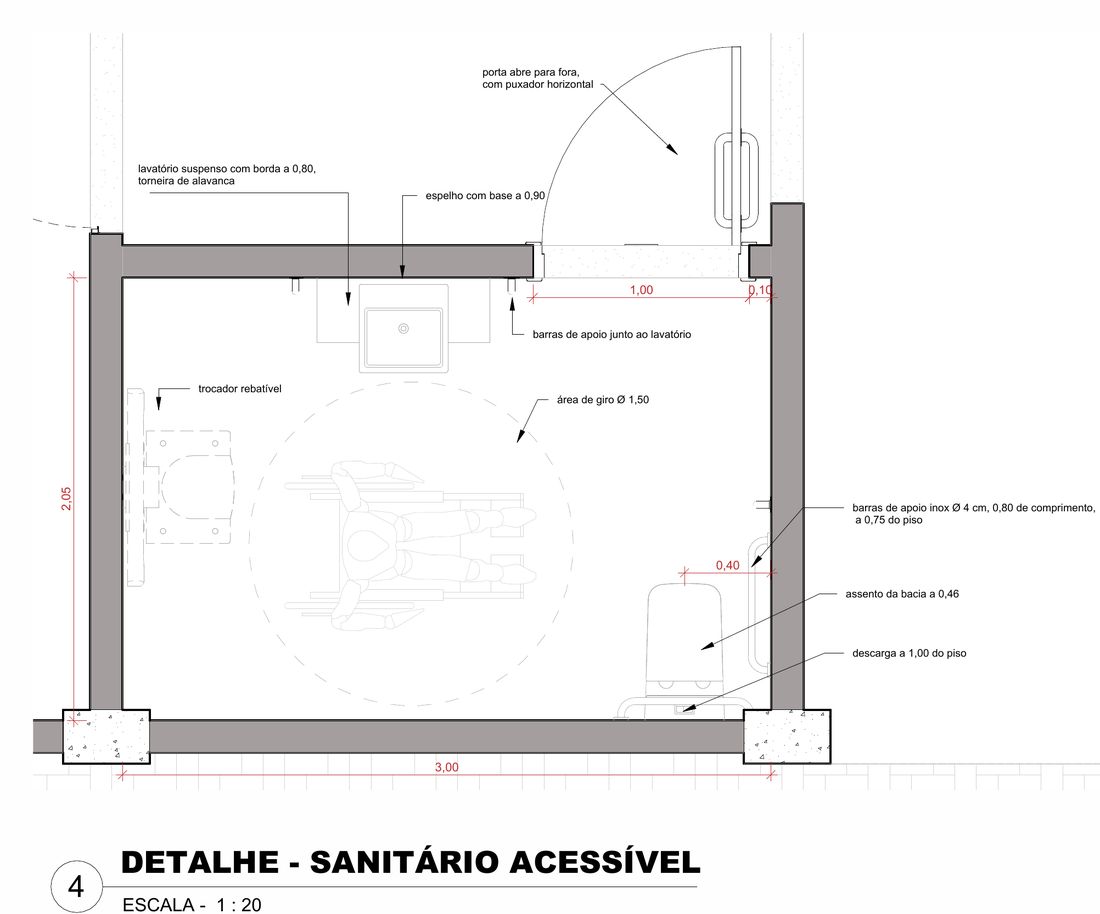 porta abre para fora,
com puxador horizontal
lavatório suspenso com borda a 0,80,
torneira de alavanca
espelho com base a 0,90
1,00
0,10
barras de apoio junto ao lavatório
trocador rebatível
área de giro Ø 1,50
2,05
barras de apoio inox Ø 4 cm, 0,80 de comprimento,
a 0,75 do piso
0,40
assento da bacia a 0,46
descarga a 1,00 do piso
3,00
4
DETALHE - SANITÁRIO ACESSÍVEL
ESCALA - 1 : 20